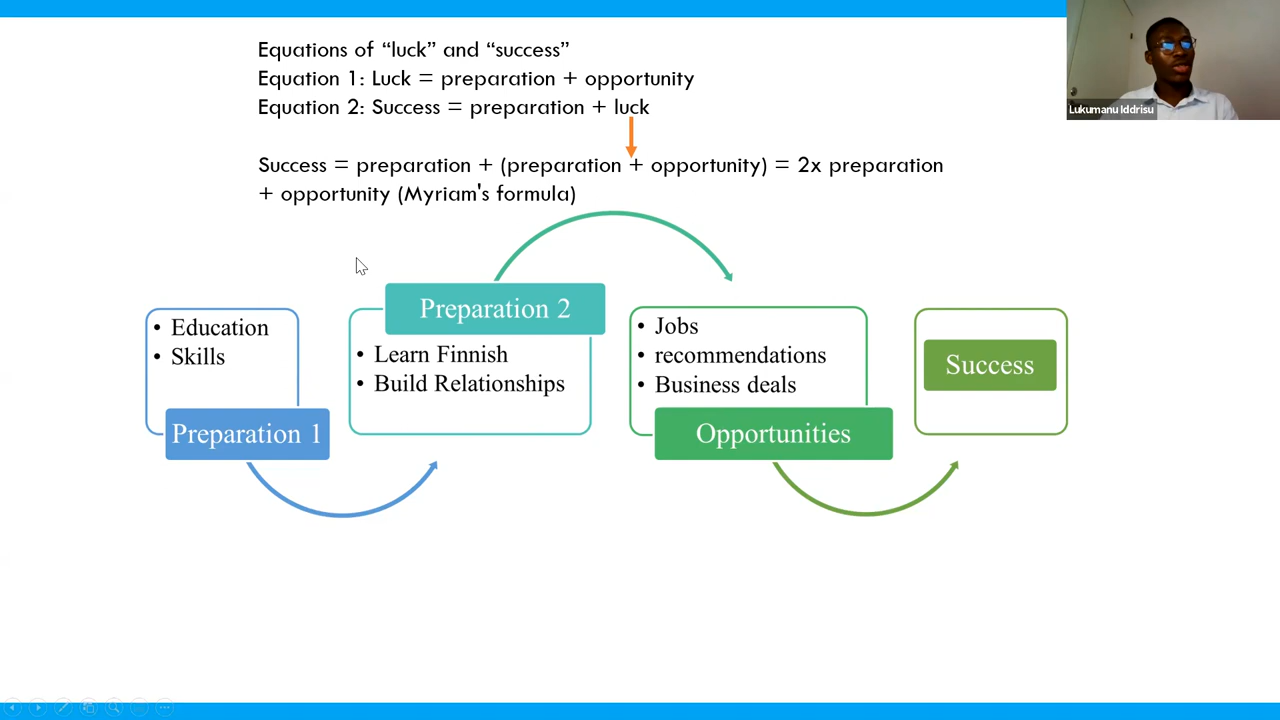 Equations of “luck” and “success”
Equation 1: Luck = preparation + opportunity
Equation 2: Success = preparation + luck
Success = preparation + (preparation + opportunity) = 2x preparation
+ opportunity (Myriam's formula)
Lukumanu Iddrisu
• Education
• Skills
Preparation 1
Preparation 2
• Learn Finnish
• Build Relationships
• Jobs
• recommendations
• Business deals
Opportunities
Success